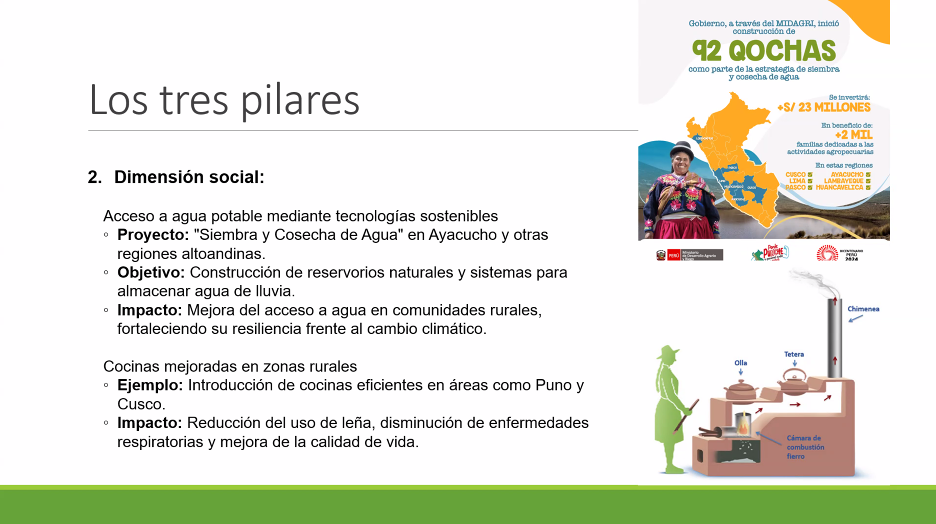 Los tres pilares
2. Dimensión social:
Acceso a agua potable mediante tecnologías sostenibles
◦ Proyecto: "Siembra y Cosecha de Agua" en Ayacucho y otras
regiones altoandinas.
◦ Objetivo: Construcción de reservorios naturales y sistemas para
almacenar agua de lluvia.
◦ Impacto: Mejora del acceso a agua en comunidades rurales,
fortaleciendo su resiliencia frente al cambio climático.
Cocinas mejoradas en zonas rurales
◦ Ejemplo: Introducción de cocinas eficientes en áreas como Puno y
Cusco.
◦ Impacto: Reducción del uso de leña, disminución de enfermedades
respiratorias y mejora de la calidad de vida.
Gobierno, a través del MIDAGRI, inició
construcción de
92 QOCHAS
como parte de la estrategia de siembra
y cosecha de agua
Se invertirá:
+S/ 23 MILLONES
En beneficio de:
+2 MIL
familias dedicadas a las
actividades agropecuarias
En estas regiones
CUSCO AYACUCHO
LIMA LAMBAYEQUE
PASCO HUANCAVELICA
PERÚ
BICENTENARIO
PERÚ
2024
Chimenea
Tetera
Olla
Cámara de
combustión
fierro